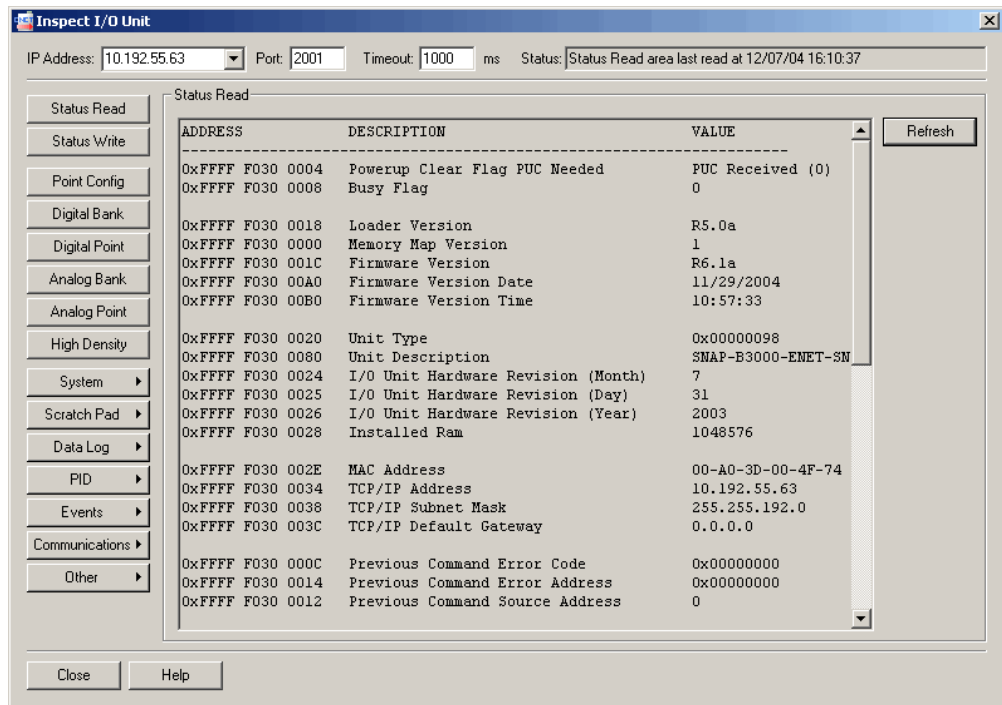 Inspect I/O Unit
IP Address: 10.192.55.63 Port: 2001 Timeout: 1000 ms Status: Status Read area last read at 12/07/04 16:10:37
Status Read
Status Write
Point Config
Digital Bank
Digital Point
Analog Bank
Analog Point
High Density
System
Scratch Pad
Data Log
PID
Events
Communications
Other
Status Read
ADDRESS DESCRIPTION VALUE
0xFFFF F030 0004 Powerup Clear Flag PUC Needed PUC Received (0)
0xFFFF F030 0008 Busy Flag 0
0xFFFF F030 0018 Loader Version R5.0a
0xFFFF F030 0000 Memory Map Version 1
0xFFFF F030 001C Firmware Version R6.1a
0xFFFF F030 00A0 Firmware Version Date 11/29/2004
0xFFFF F030 00B0 Firmware Version Time 10:57:33
0xFFFF F030 0020 Unit Type 0x00000098
0xFFFF F030 0080 Unit Description SNAP-B3000-ENET-SN
0xFFFF F030 0024 I/O Unit Hardware Revision (Month) 7
0xFFFF F030 0025 I/O Unit Hardware Revision (Day) 31
0xFFFF F030 0026 I/O Unit Hardware Revision (Year) 2003
0xFFFF F030 0028 Installed Ram 1048576
0xFFFF F030 002E MAC Address 00-A0-3D-00-4F-74
0xFFFF F030 0034 TCP/IP Address 10.192.55.63
0xFFFF F030 0038 TCP/IP Subnet Mask 255.255.192.0
0xFFFF F030 003C TCP/IP Default Gateway 0.0.0.0
0xFFFF F030 000C Previous Command Error Code 0x00000000
0xFFFF F030 0014 Previous Command Error Address 0x00000000
0xFFFF F030 0012 Previous Command Source Address 0
Refresh
Close Help